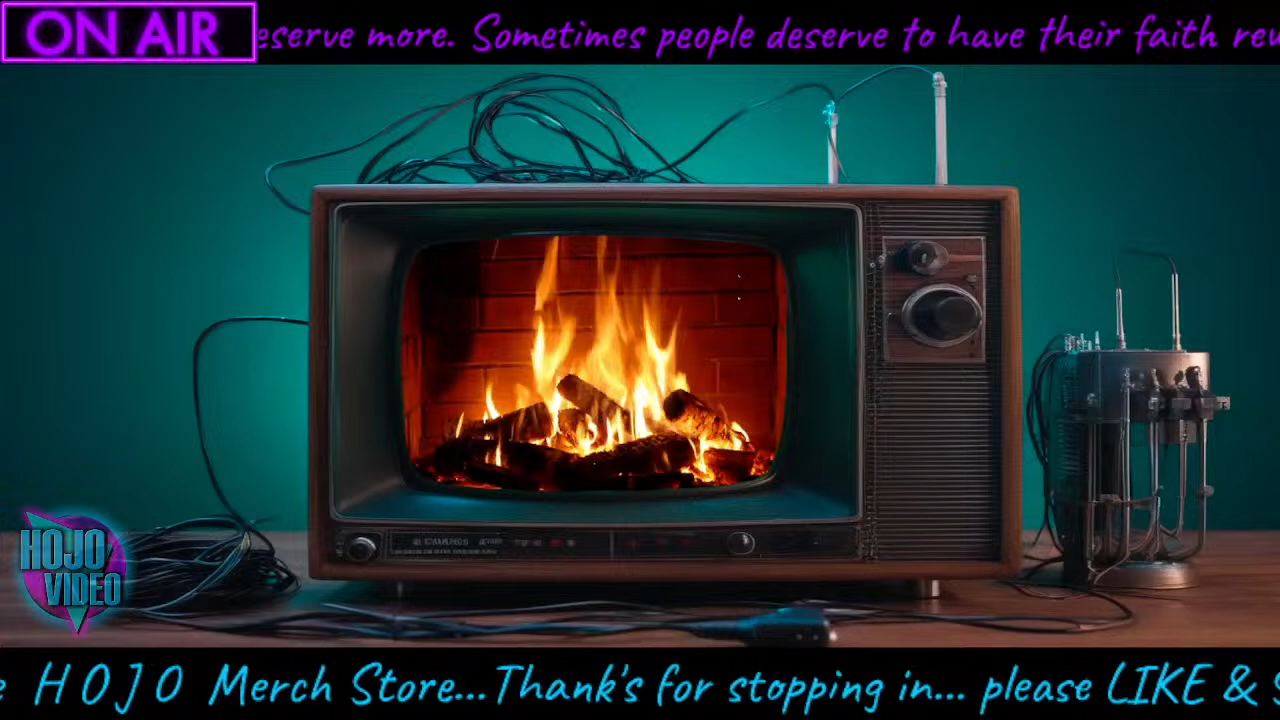 ON AIR
eserve more. Sometimes people deserve to have their faith rew
HOJO
VIDEO
e H O J O Merch Store...Thank's for stopping in... please LIKE & S